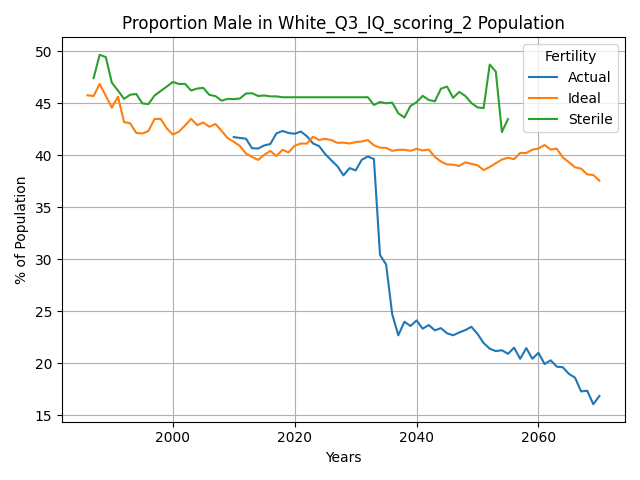 Proportion Male in White_Q3_IQ_scoring_2 Population
% of Population
50
45
40
35
30
25
20
15
Fertility
Actual
Ideal
Sterile
2000
2020
2040
2060
Years